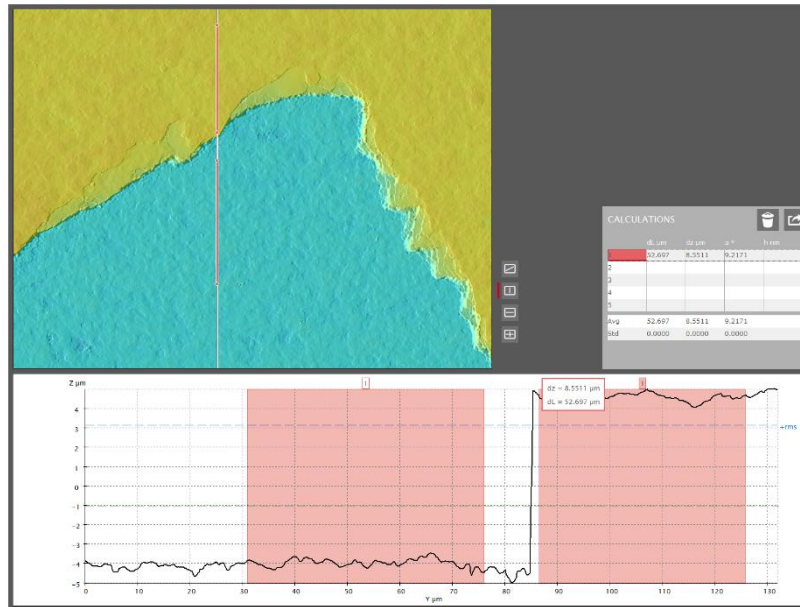 CALCULATIONS
dL µm dz µm a ° h nm
52.697 8.5511 9.2171
2
3
4
5
Avg 52.697 8.5511 9.2171
Std 0.0000 0.0000 0.0000
Z µm
dz = 8.5511 µm
dL = 52.697 µm
4
3
+rms
2
1
0
-1
-2
-3
-4
-5
0 10 20 30 40 50 60 70 80 90 100 110 120 130
Y µm